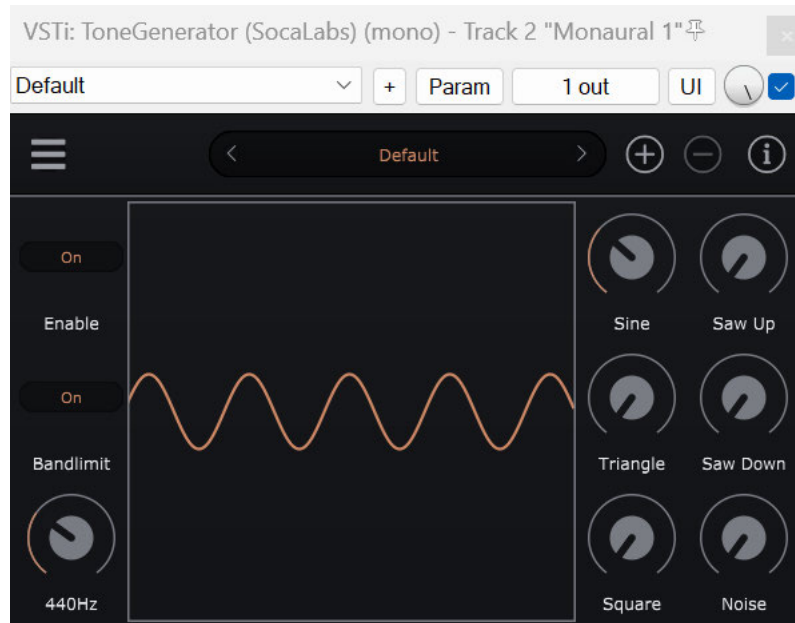 VSTi: ToneGenerator (SocaLabs) (mono) - Track 2 "Monaural 1"
Default + Param 1 out UI
Default
On
Enable
Sine Saw Up
On
Bandlimit
Triangle Saw Down
440Hz
Square Noise